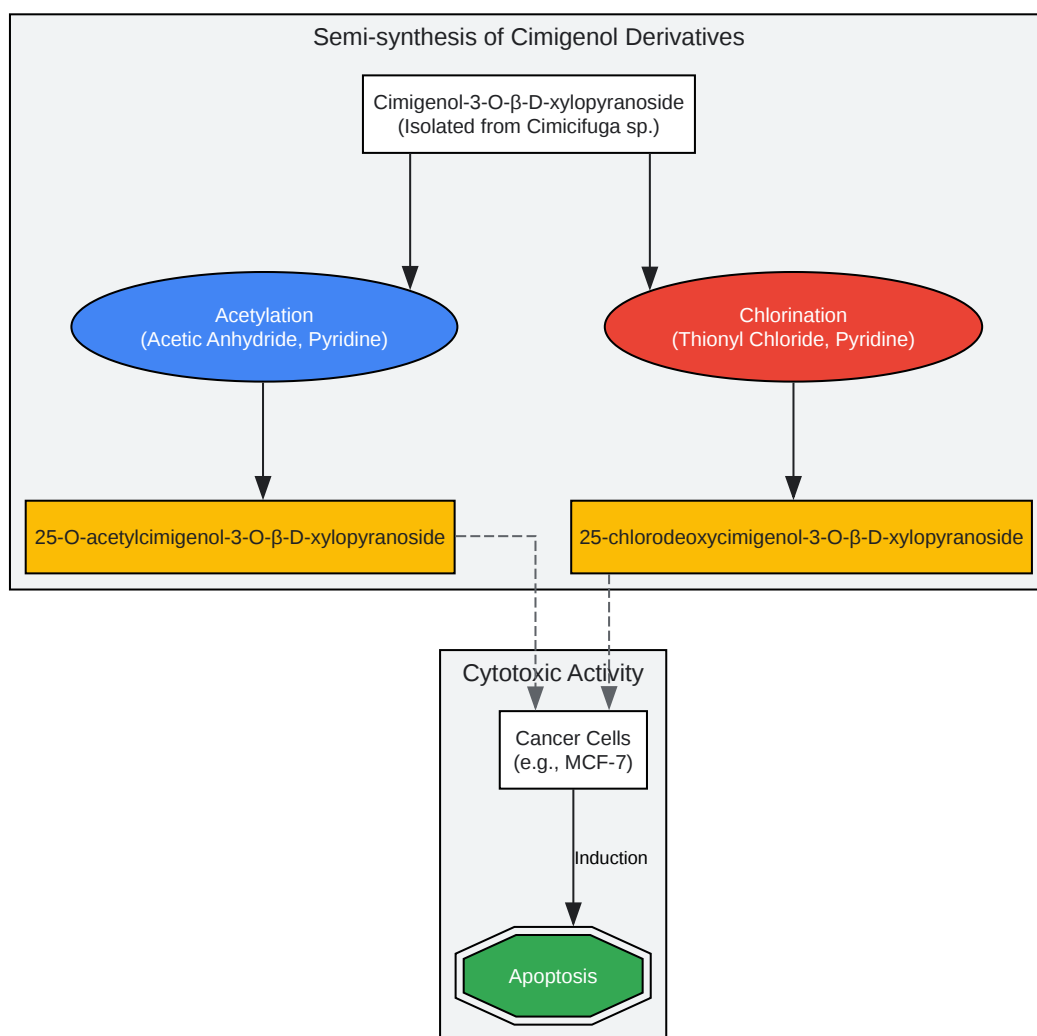 Semi-synthesis of Cimigenol Derivatives
Cimigenol-3-O-β-D-xylopyranoside
(Isolated from Cimicifuga sp.)
Acetylation
(Acetic Anhydride, Pyridine)
Chlorination
(Thionyl Chloride, Pyridine)
25-O-acetylcimigenol-3-O-β-D-xylopyranoside
25-chlorodeoxycimigenol-3-O-β-D-xylopyranoside
Cytotoxic Activity
Cancer Cells
(e.g., MCF-7)
Induction
Apoptosis